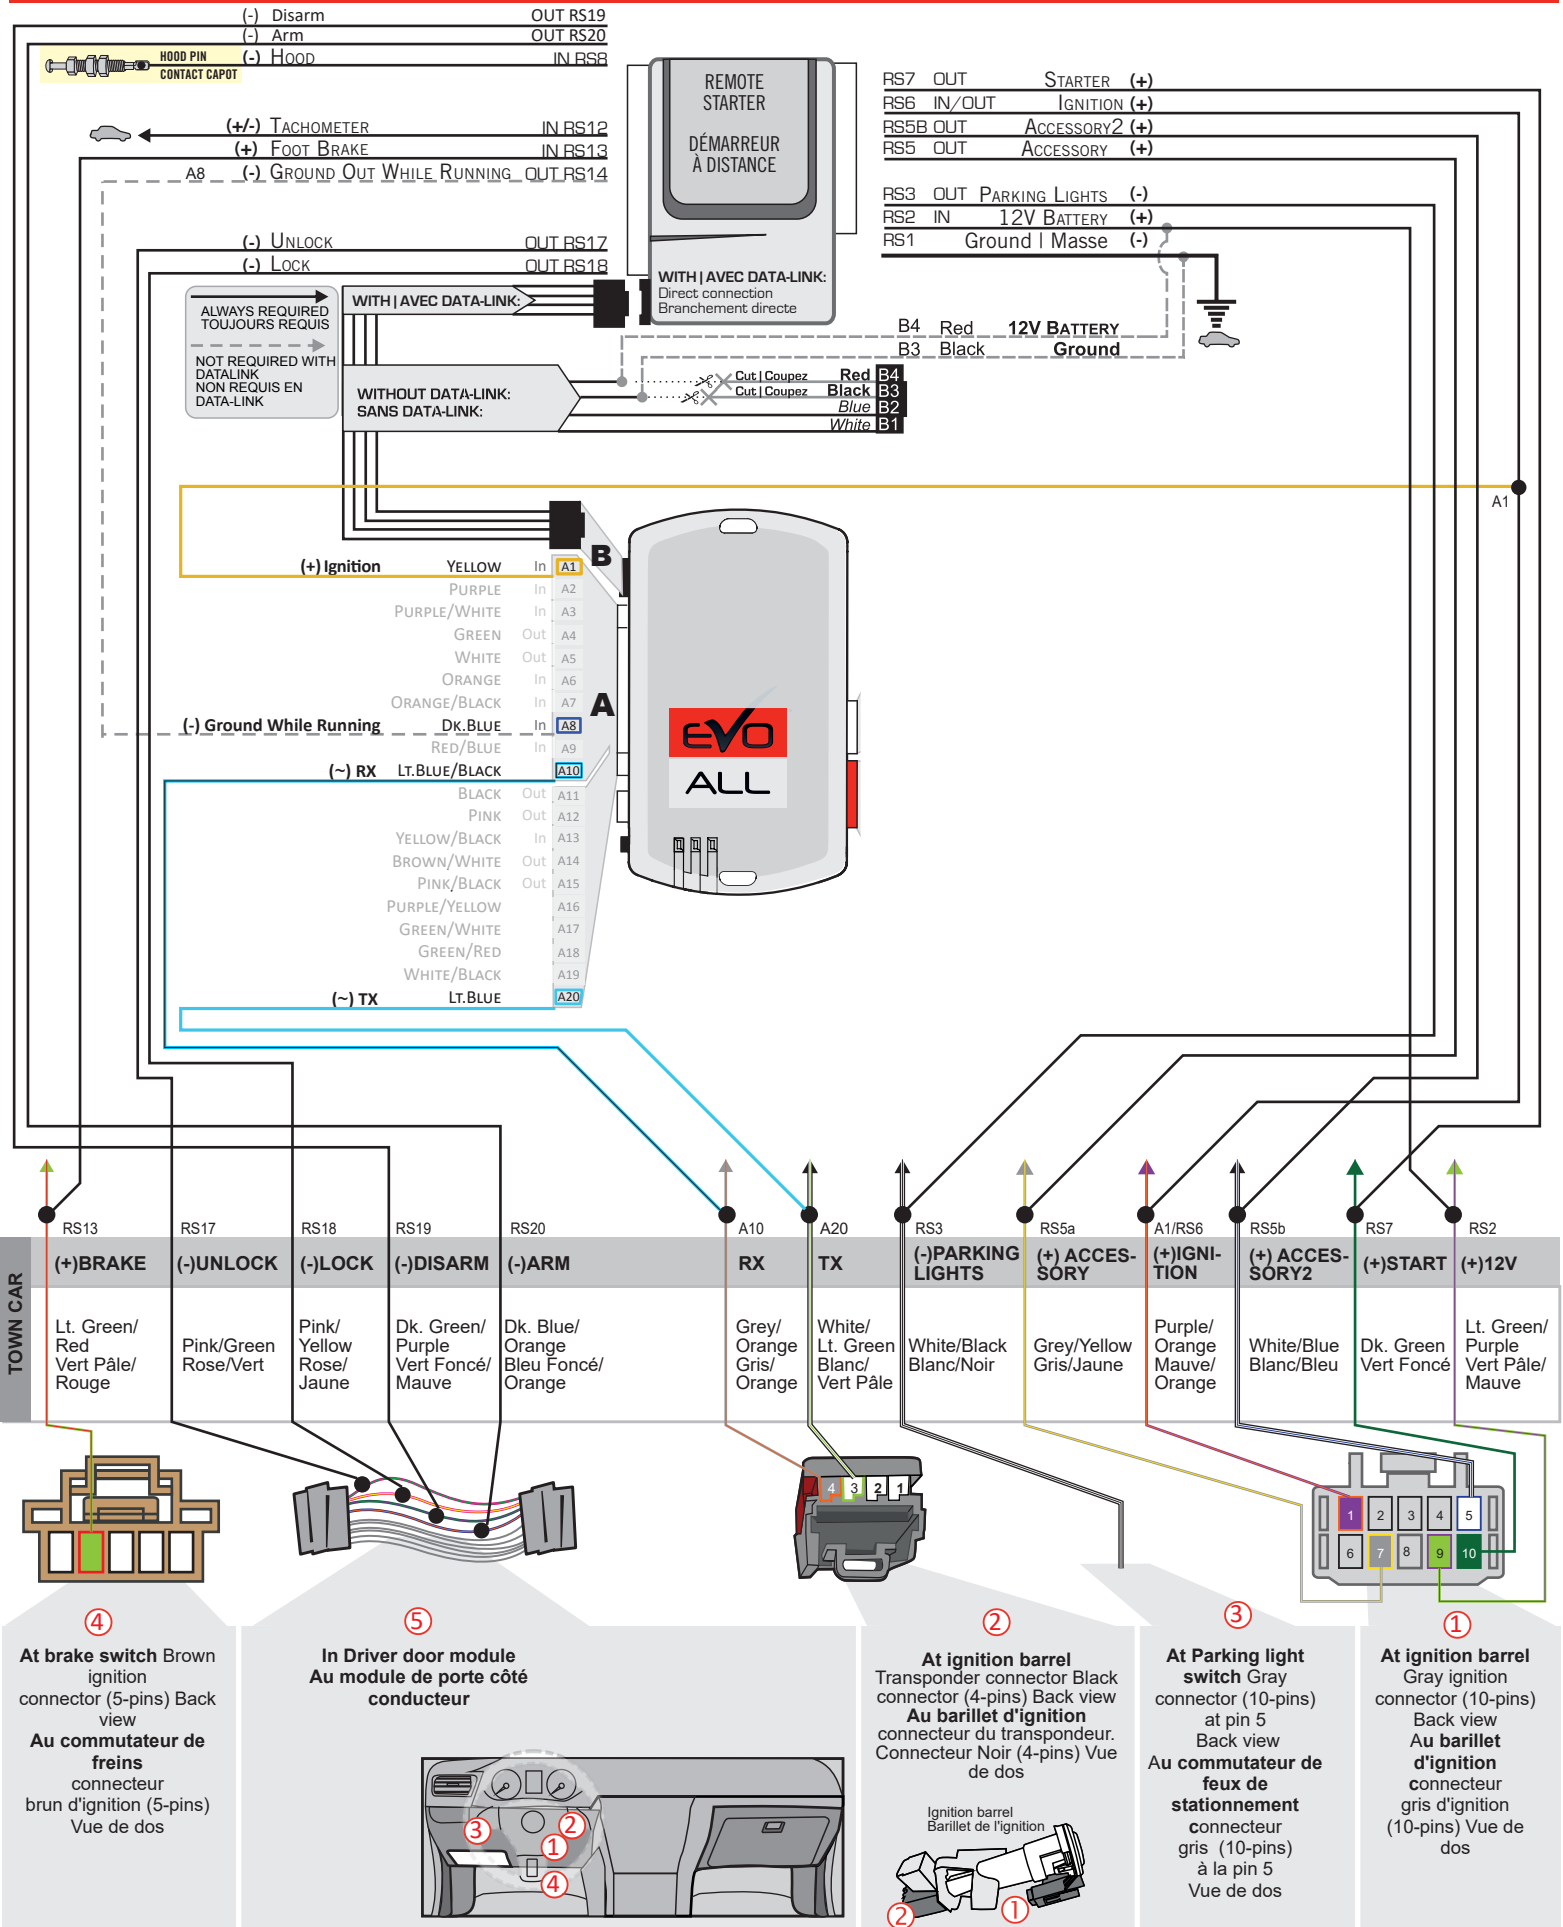 (-) Disarm OUT RS19
(-) Arm OUT RS20
HOOD PIN
CONTACT CAPOT
(-) HOOD IN RS8
(+/-) TACHOMETER IN RS12
(+) FOOT BRAKE IN RS13
A8 (-) GROUND OUT WHILE RUNNING OUT RS14
(-) UNLOCK OUT RS17
(-) LOCK OUT RS18
REMOTE
STARTER
DÉMARREUR
À DISTANCE
WITH | AVEC DATA-LINK:
Direct connection
Branchement directe
RS7 OUT STARTER (+)
RS6 IN/OUT IGNITION (+)
RS5B OUT ACCESSORY2 (+)
RS5 OUT ACCESSORY (+)
RS3 OUT PARKING LIGHTS (-)
RS2 IN 12V BATTERY (+)
RS1 Ground | Masse (-)
ALWAYS REQUIRED
TOUJOURS REQUIS
NOT REQUIRED WITH
DATALINK
NON REQUIS EN
DATA-LINK
WITH | AVEC DATA-LINK:
WITHOUT DATA-LINK:
SANS DATA-LINK:
B4 Red 12V BATTERY
B3 Black Ground
Cut | Coupez Red B4
Cut | Coupez Black B3
Blue B2
White B1
A1
B
A
(+) Ignition YELLOW In A1
PURPLE In A2
PURPLE/WHITE In A3
GREEN Out A4
WHITE Out A5
ORANGE In A6
ORANGE/BLACK In A7
(-) Ground While Running DK.BLUE In A8
RED/BLUE In A9
(~) RX LT.BLUE/BLACK A10
BLACK Out A11
PINK Out A12
YELLOW/BLACK In A13
BROWN/WHITE Out A14
PINK/BLACK Out A15
PURPLE/YELLOW A16
GREEN/WHITE A17
GREEN/RED A18
WHITE/BLACK A19
(~) TX LT.BLUE A20
EVO
ALL
RS13 RS17 RS18 RS19 RS20 A10 A20 RS3 RS5a A1/RS6 RS5b RS7 RS2
TOWN CAR
(+)BRAKE
(-)UNLOCK
(-)LOCK
(-)DISARM
(-)ARM
RX
TX
(-)PARKING
LIGHTS
(+) ACCES-
SORY
(+)IGNI-
TION
(+) ACCES-
SORY2
(+)START
(+)12V
Lt. Green/
Red
Vert Pâle/
Rouge
Pink/Green
Rose/Vert
Pink/
Yellow
Rose/
Jaune
Dk. Green/
Purple
Vert Foncé/
Mauve
Dk. Blue/
Orange
Bleu Foncé/
Orange
Grey/
Orange
Gris/
Orange
White/
Lt. Green
Blanc/
Vert Pâle
White/Black
Blanc/Noir
Grey/Yellow
Gris/Jaune
Purple/
Orange
Mauve/
Orange
White/Blue
Blanc/Bleu
Dk. Green
Vert Foncé
Lt. Green/
Purple
Vert Pâle/
Mauve
4 3 2 1
1 2 3 4 5
6 7 8 9 10
4
At brake switch Brown
ignition
connector (5-pins) Back
view
Au commutateur de
freins
connecteur
brun d'ignition (5-pins)
Vue de dos
5
In Driver door module
Au module de porte côté
conducteur
3
2
1
4
2
At ignition barrel
Transponder connector Black
connector (4-pins) Back view
Au barillet d'ignition
connecteur du transpondeur.
Connecteur Noir (4-pins) Vue
de dos
Ignition barrel
Barillet de l'ignition
2
1
3
At Parking light
switch Gray
connector (10-pins)
at pin 5
Back view
Au commutateur de
feux de
stationnement
connecteur
gris (10-pins)
à la pin 5
Vue de dos
1
At ignition barrel
Gray ignition
connector (10-pins)
Back view
Au barillet
d'ignition
connecteur
gris d'ignition
(10-pins) Vue de
dos